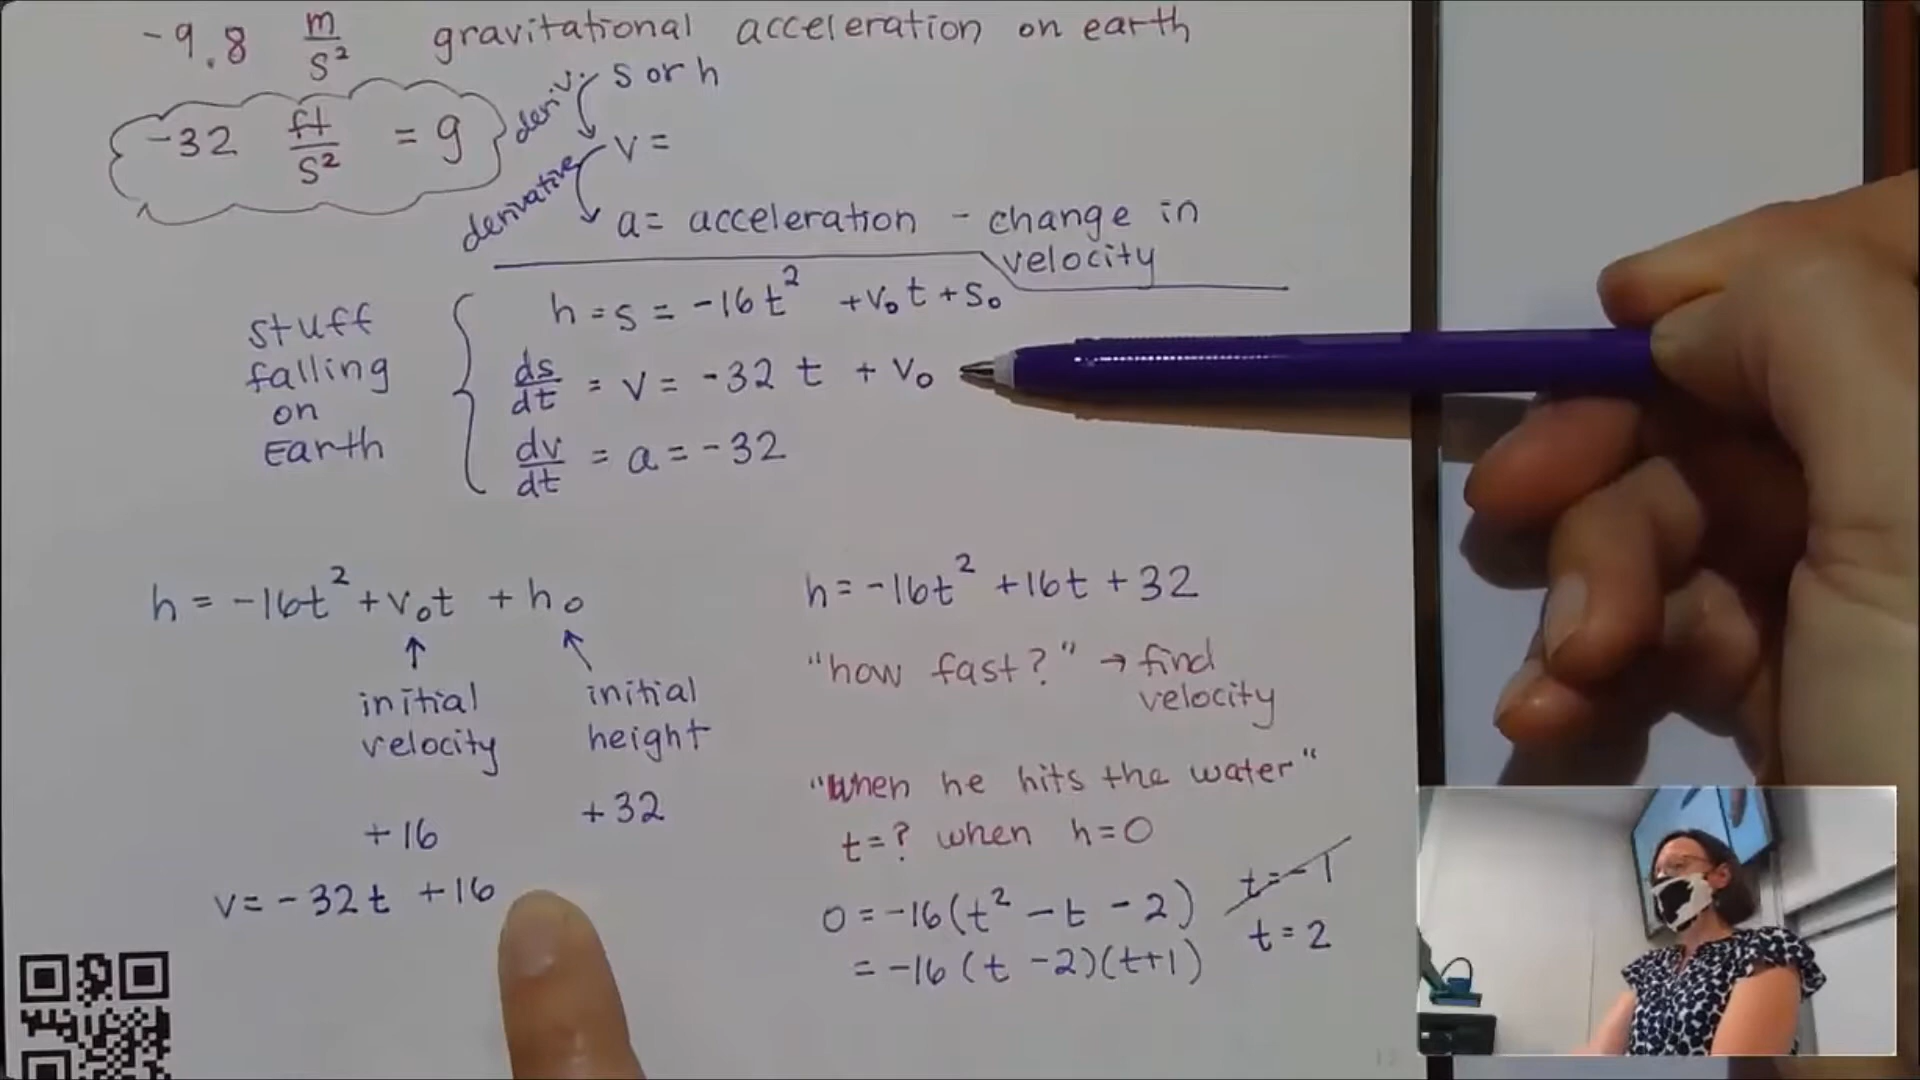 -9.8 m/s² gravitational acceleration on earth
-32 ft/s² = g
deriv. s or h
v =
derivative
a = acceleration - change in
velocity
stuff
falling
on
Earth
h = s = -16t² + v₀t + s₀
ds/dt = v = -32t + v₀
dv/dt = a = -32
h = -16t² + v₀t + h₀
initial
velocity
initial
height
+16
+32
v = -32t +16
h = -16t² +16t +32
"how fast?" → find
velocity
"when he hits the water"
t = ? when h = 0
0 = -16(t² - t - 2)
= -16(t - 2)(t+1)
t = -1
t = 2